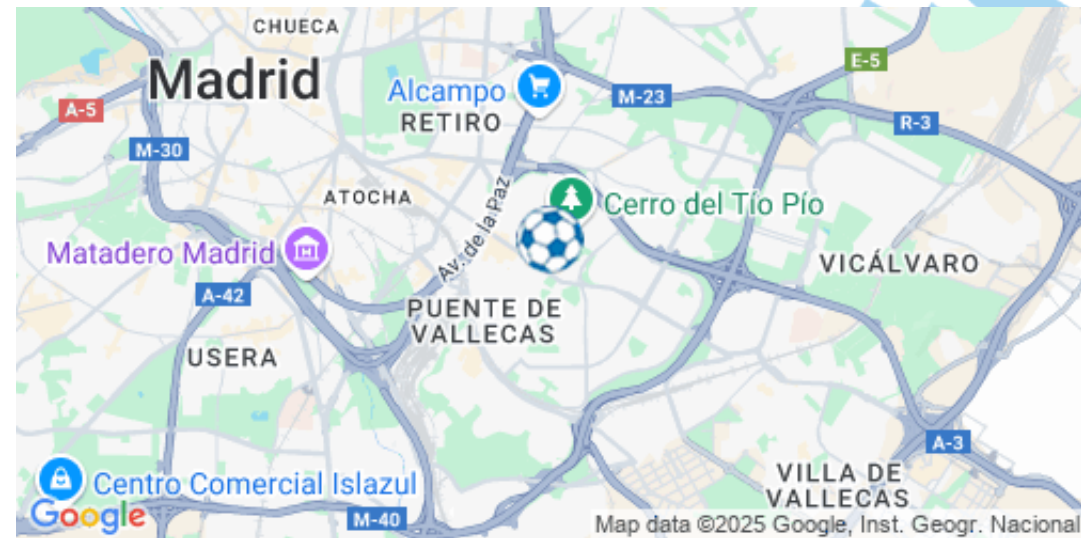 CHUECA
Madrid
E-5
Alcampo
M-23
A-5
RETIRO
R-3
M-30
ATOCHA
Av. de la Paz
Cerro del Tío Pío
Matadero Madrid
VICÁLVARO
A-42
PUENTE DE
VALLECAS
USERA
A-3
VILLA DE
VALLECAS
Centro Comercial Islazul
Google
M-40
Map data ©2025 Google, Inst. Geogr. Nacional